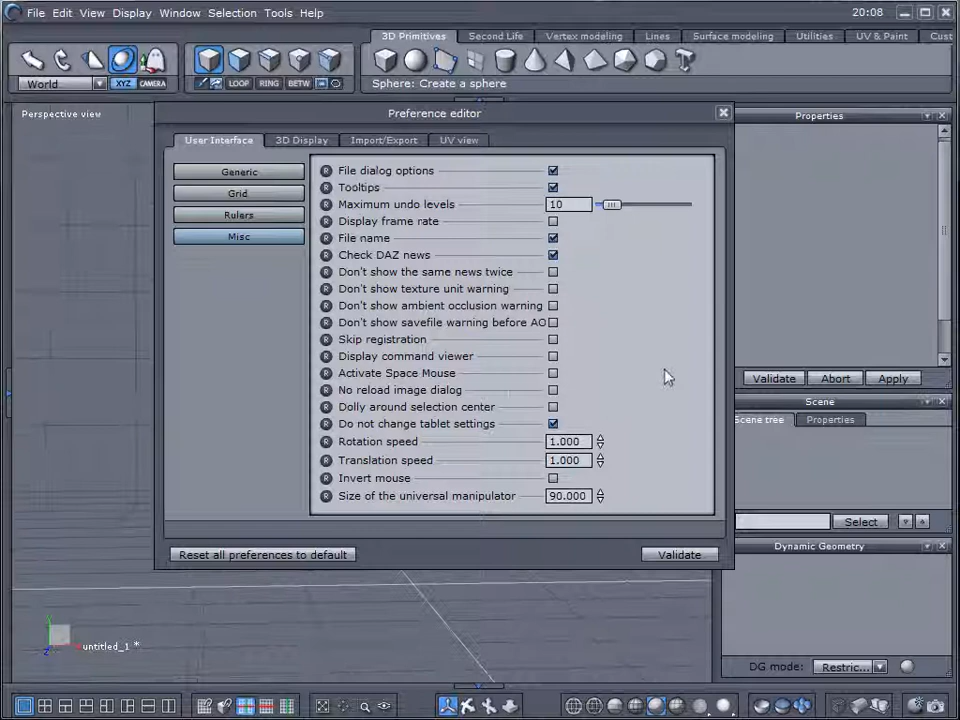 File Edit View Display Window Selection Tools Help
20:08
3D Primitives Second Life Vertex modeling Lines Surface modeling Utilities UV & Paint Cust
World XYZ CAMERA LOOP RING BETW
Sphere: Create a sphere
Perspective view
Preference editor
Properties
User Interface 3D Display Import/Export UV view
Generic
Grid
Rulers
Misc
R File dialog options
R Tooltips
R Maximum undo levels 10
R Display frame rate
R File name
R Check DAZ news
R Don't show the same news twice
R Don't show texture unit warning
R Don't show ambient occlusion warning
R Don't show savefile warning before AO
R Skip registration
R Display command viewer
R Activate Space Mouse
R No reload image dialog
R Dolly around selection center
R Do not change tablet settings
R Rotation speed 1.000
R Translation speed 1.000
R Invert mouse
R Size of the universal manipulator 90.000
Reset all preferences to default Validate
Validate Abort Apply
Scene
Scene tree Properties
Select
Dynamic Geometry
DG mode: Restric...
Y
Z
untitled_1 *